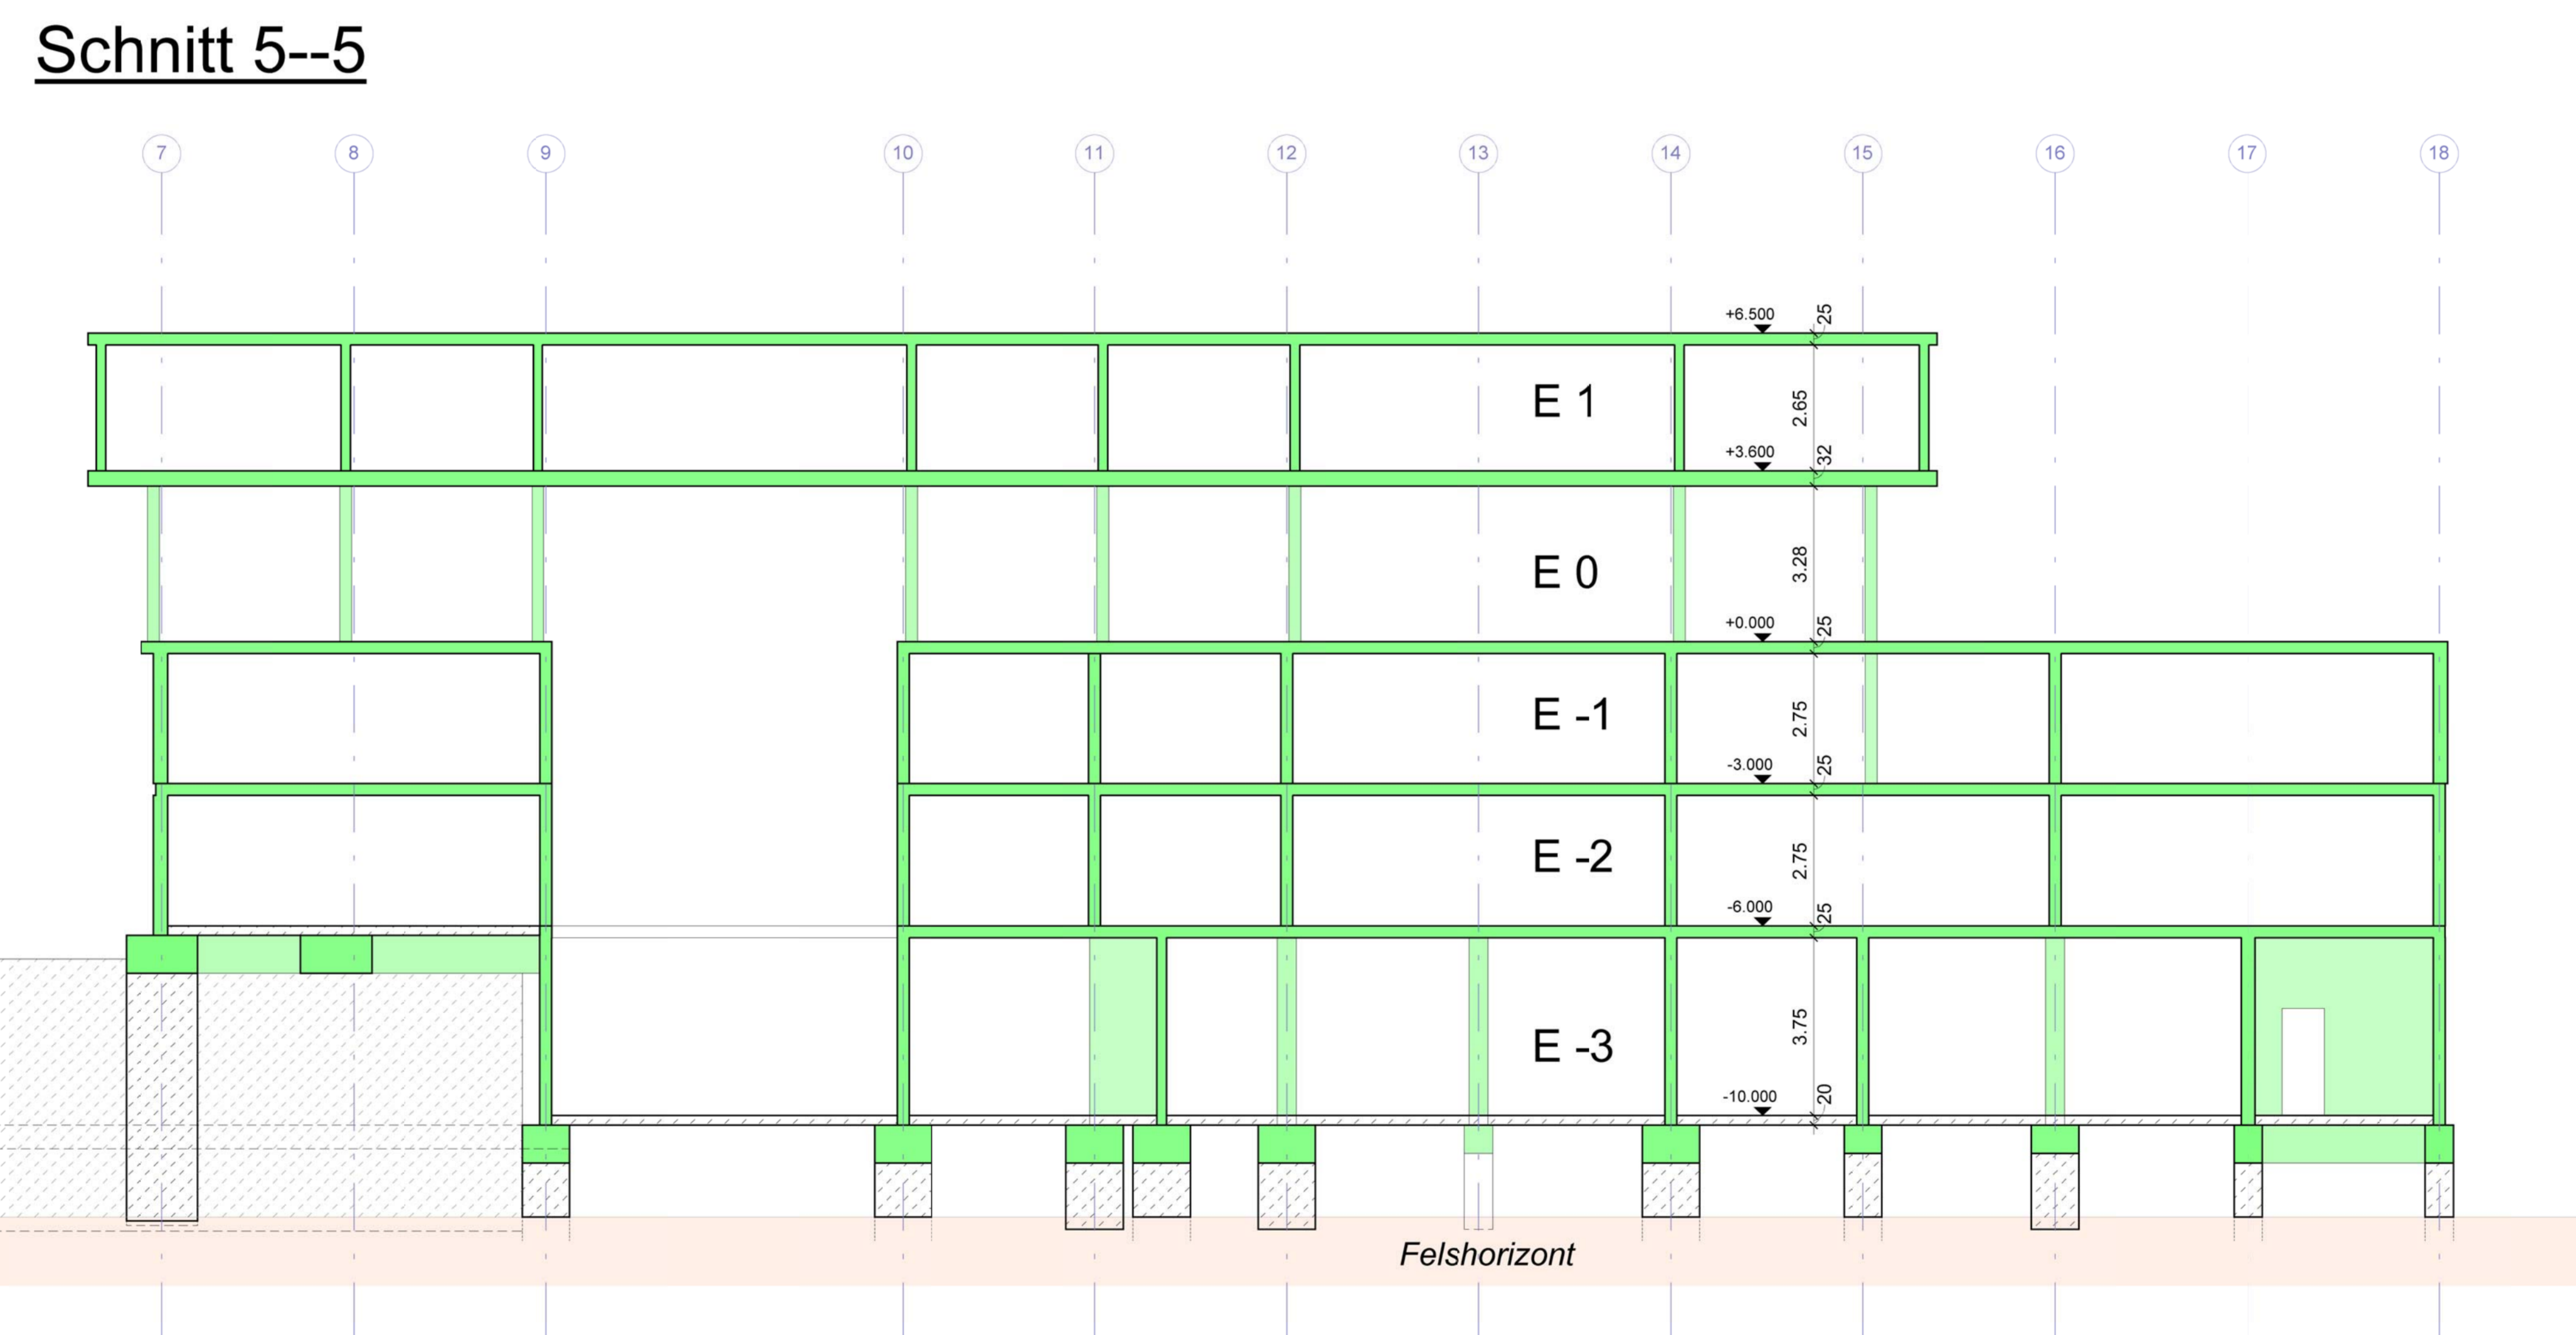 Schnitt 5--5
7 8 9 10 11 12 13 14 15 16 17 18
+6.500 25
E 1 2.65
+3.600 32
E 0 3.28
+0.000 25
E -1 2.75
-3.000 25
E -2 2.75
-6.000 25
E -3 3.75
-10.000 20
Felshorizont